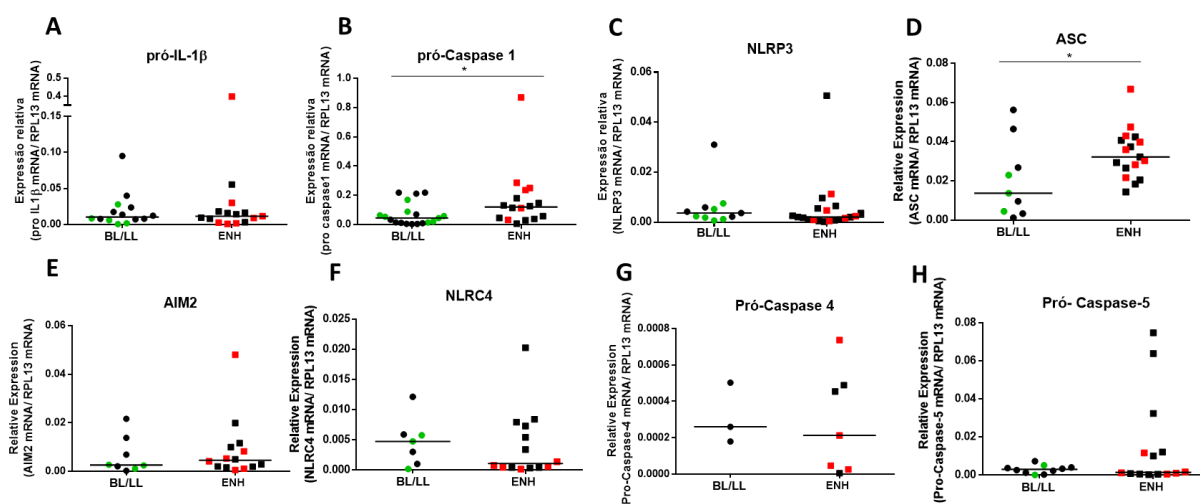 A
pró-IL-1β
Expressão relativa
(pro IL1β mRNA/ RPL13 mRNA)
0.5
0.4
0.3
0.15
0.10
0.05
0.00
BL/LL
ENH
B
pró-Caspase 1
*
Expressão relativa
(pro caspase1 mRNA/ RPL13 mRNA)
1.0
0.8
0.6
0.4
0.2
0.0
BL/LL
ENH
C
NLRP3
Expressão relativa
(NLRP3 mRNA/ RPL13 mRNA)
0.06
0.04
0.02
0.00
BL/LL
ENH
D
ASC
*
Relative Expression
(ASC mRNA/ RPL13 mRNA)
0.08
0.06
0.04
0.02
0.00
BL/LL
ENH
E
AIM2
Relative Expression
(AIM2 mRNA/ RPL13 mRNA)
0.06
0.04
0.02
0.00
BL/LL
ENH
F
NLRC4
Relative Expression
(NLRC4 mRNA/ RPL13 mRNA)
0.025
0.020
0.015
0.010
0.005
0.000
BL/LL
ENH
G
Pró-Caspase 4
Relative Expression
Pro-Caspase-4 mRNA/ RPL13 mRNA)
0.0008
0.0006
0.0004
0.0002
0.0000
BL/LL
ENH
H
Pró- Caspase-5
Relative Expression
(Pro-Caspase-5 mRNA/ RPL13 mRNA)
0.08
0.06
0.04
0.02
0.00
BL/LL
ENH